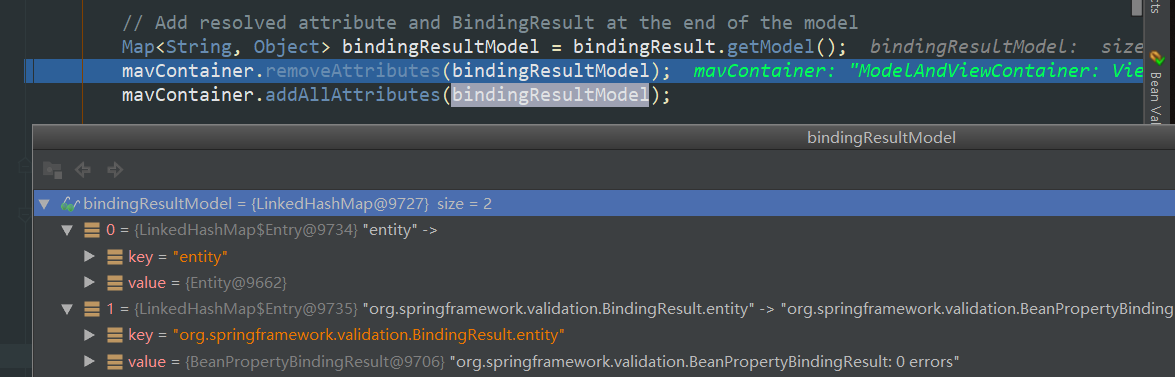 // Add resolved attribute and BindingResult at the end of the model
Map<String, Object> bindingResultModel = bindingResult.getModel();  bindingResultModel:  size
mavContainer.removeAttributes(bindingResultModel);  mavContainer: "ModelAndViewContainer: Vie
mavContainer.addAllAttributes(bindingResultModel);
cts
Bean Val
bindingResultModel
bindingResultModel = {LinkedHashMap@9727}  size = 2
0 = {LinkedHashMap$Entry@9734} "entity" ->
key = "entity"
value = {Entity@9662}
1 = {LinkedHashMap$Entry@9735} "org.springframework.validation.BindingResult.entity" -> "org.springframework.validation.BeanPropertyBinding
key = "org.springframework.validation.BindingResult.entity"
value = {BeanPropertyBindingResult@9706} "org.springframework.validation.BeanPropertyBindingResult: 0 errors"